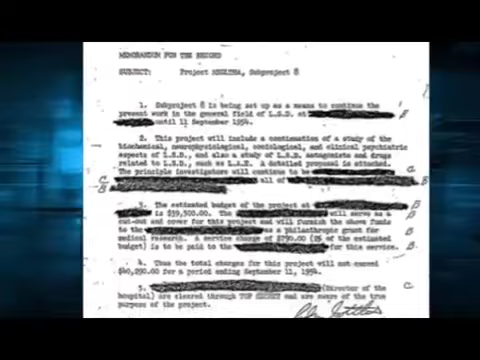 MEMORANDUM FOR THE RECORD
SUBJECT: Project MKULTRA, Subproject 8
1. Subproject 8 is being set up as a means to continue the
present work in the general field of L.S.D. at
until 11 September 1954.
2. This project will include a continuation of a study of the
biochemical, neurophysiological, sociological, and clinical psychiatric
aspects of L.S.D., and also a study of L.S.D. antagonists and drugs
related to L.S.D., such as L.A.E. A detailed proposal is attached.
The principle investigators will continue to be
all of
3. The estimated budget of the project at
is $39,500.00. The will serve as a
cut-out and cover for this project and will furnish the above funds
to the as a philanthropic grant for
medical research. A service charge of $790.00 (2% of the estimated
budget) is to be paid to the for this service.
4. Thus the total charges for this project will not exceed
$40,290.00 for a period ending September 11, 1954.
5. (Director of the
hospital) are cleared through TOP SECRET and are aware of the true
purpose of the project.